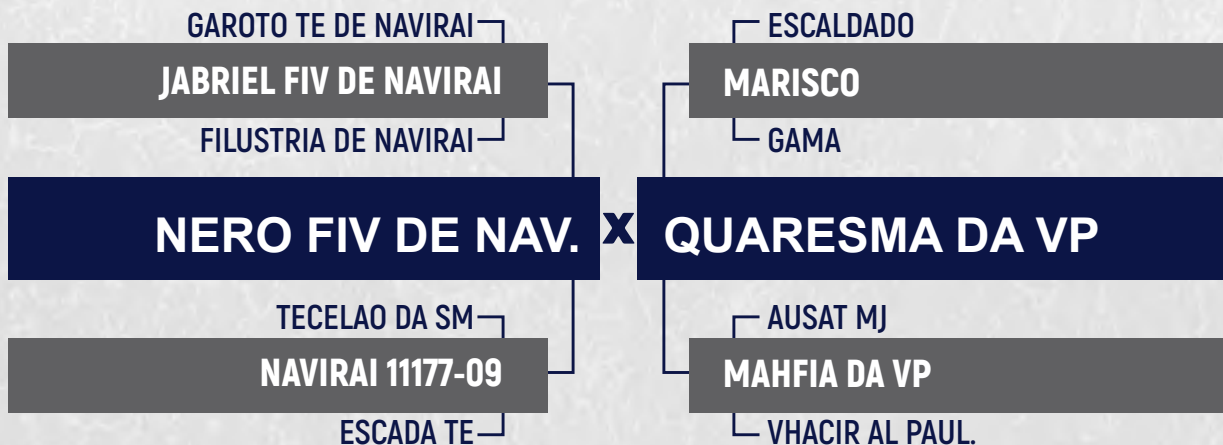 GAROTO TE DE NAVIRAI
JABRIEL FIV DE NAVIRAI
FILUSTRIA DE NAVIRAI
NERO FIV DE NAV.
TECELAO DA SM
NAVIRAI 11177-09
ESCADA TE
X
ESCALDADO
MARISCO
GAMA
QUARESMA DA VP
AUSAT MJ
MAHFIA DA VP
VHACIR AL PAUL.